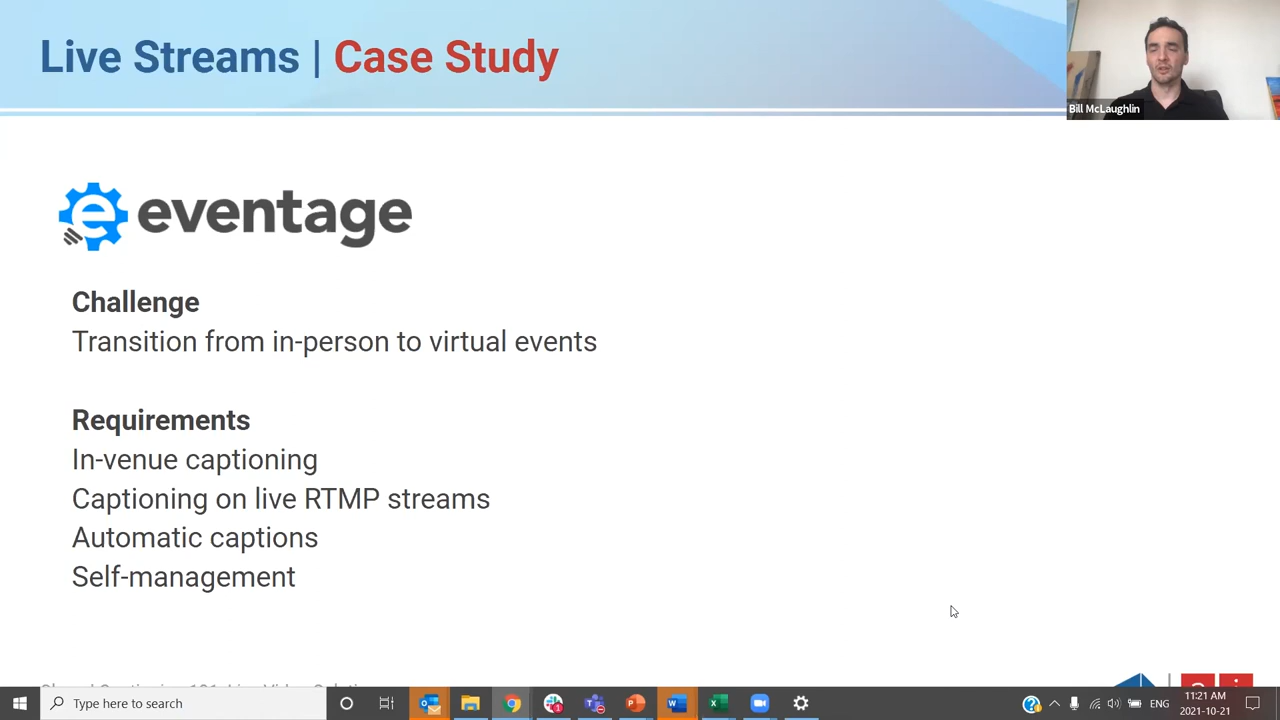 Live Streams | Case Study
Bill McLaughlin
eventage
Challenge
Transition from in-person to virtual events
Requirements
In-venue captioning
Captioning on live RTMP streams
Automatic captions
Self-management
Type here to search
ENG
11:21 AM
2021-10-21